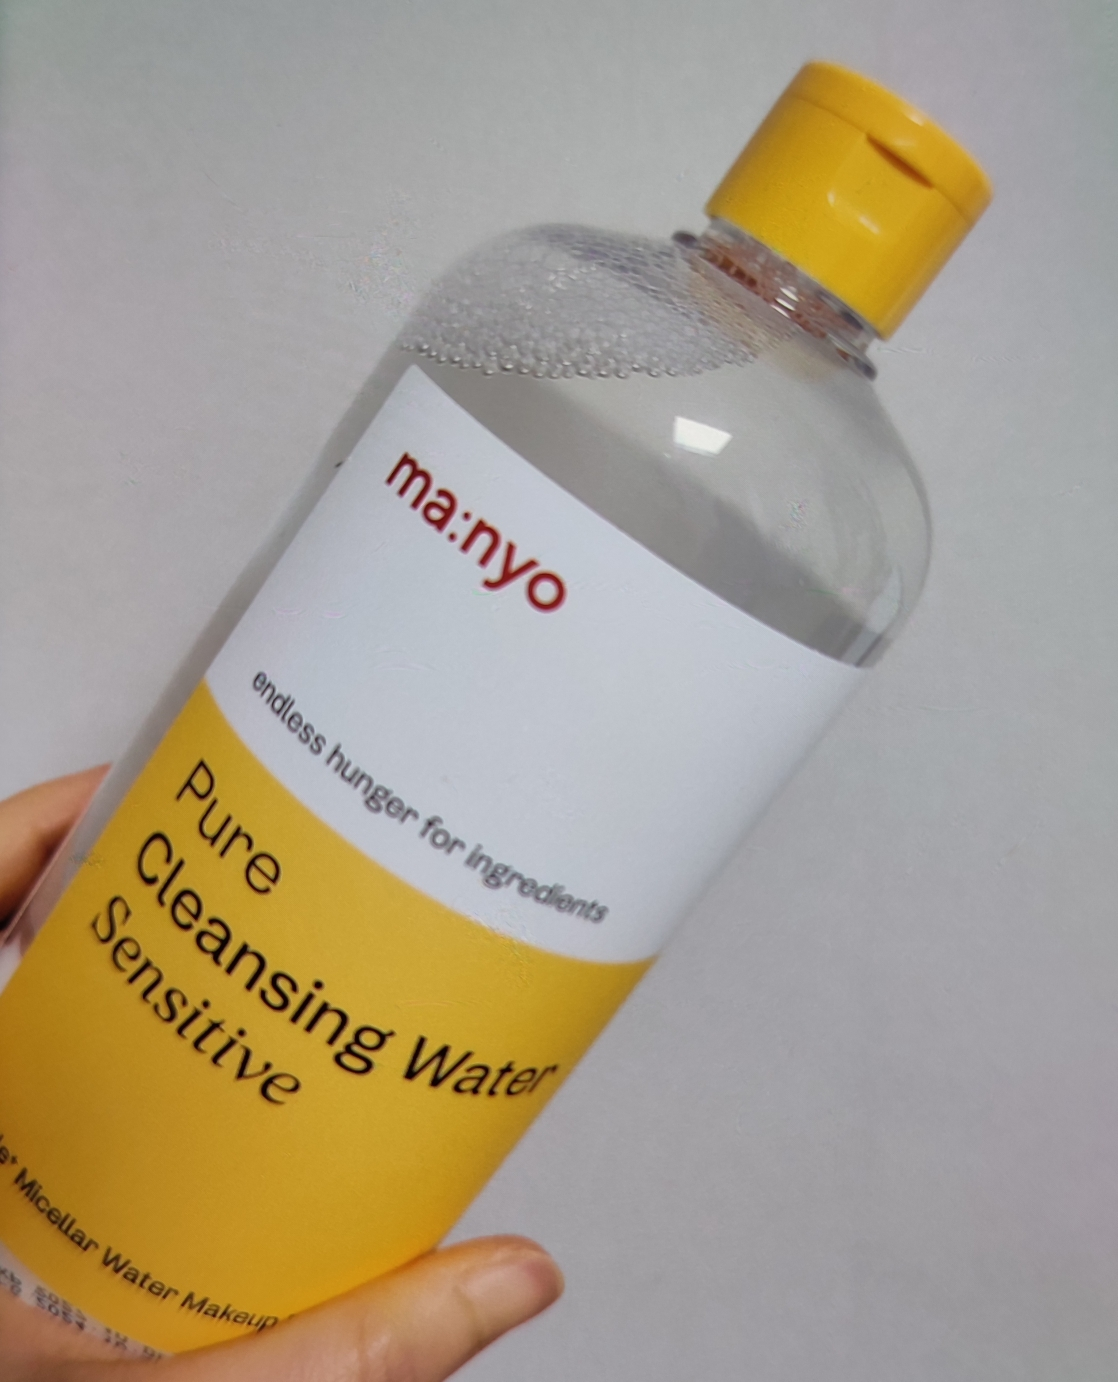 ma:nyo
endless hunger for ingredients
Pure
Cleansing Water
Sensitive
Micellar Water Makeup